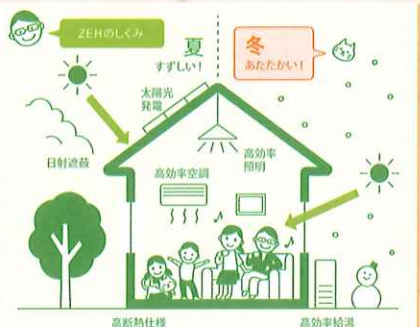 ZEHのしくみ
夏
すずしい！
冬
あたたかい！
太陽光
発電
日射遮蔽
高効率
照明
高効率空調
高断熱仕様
高効率給湯